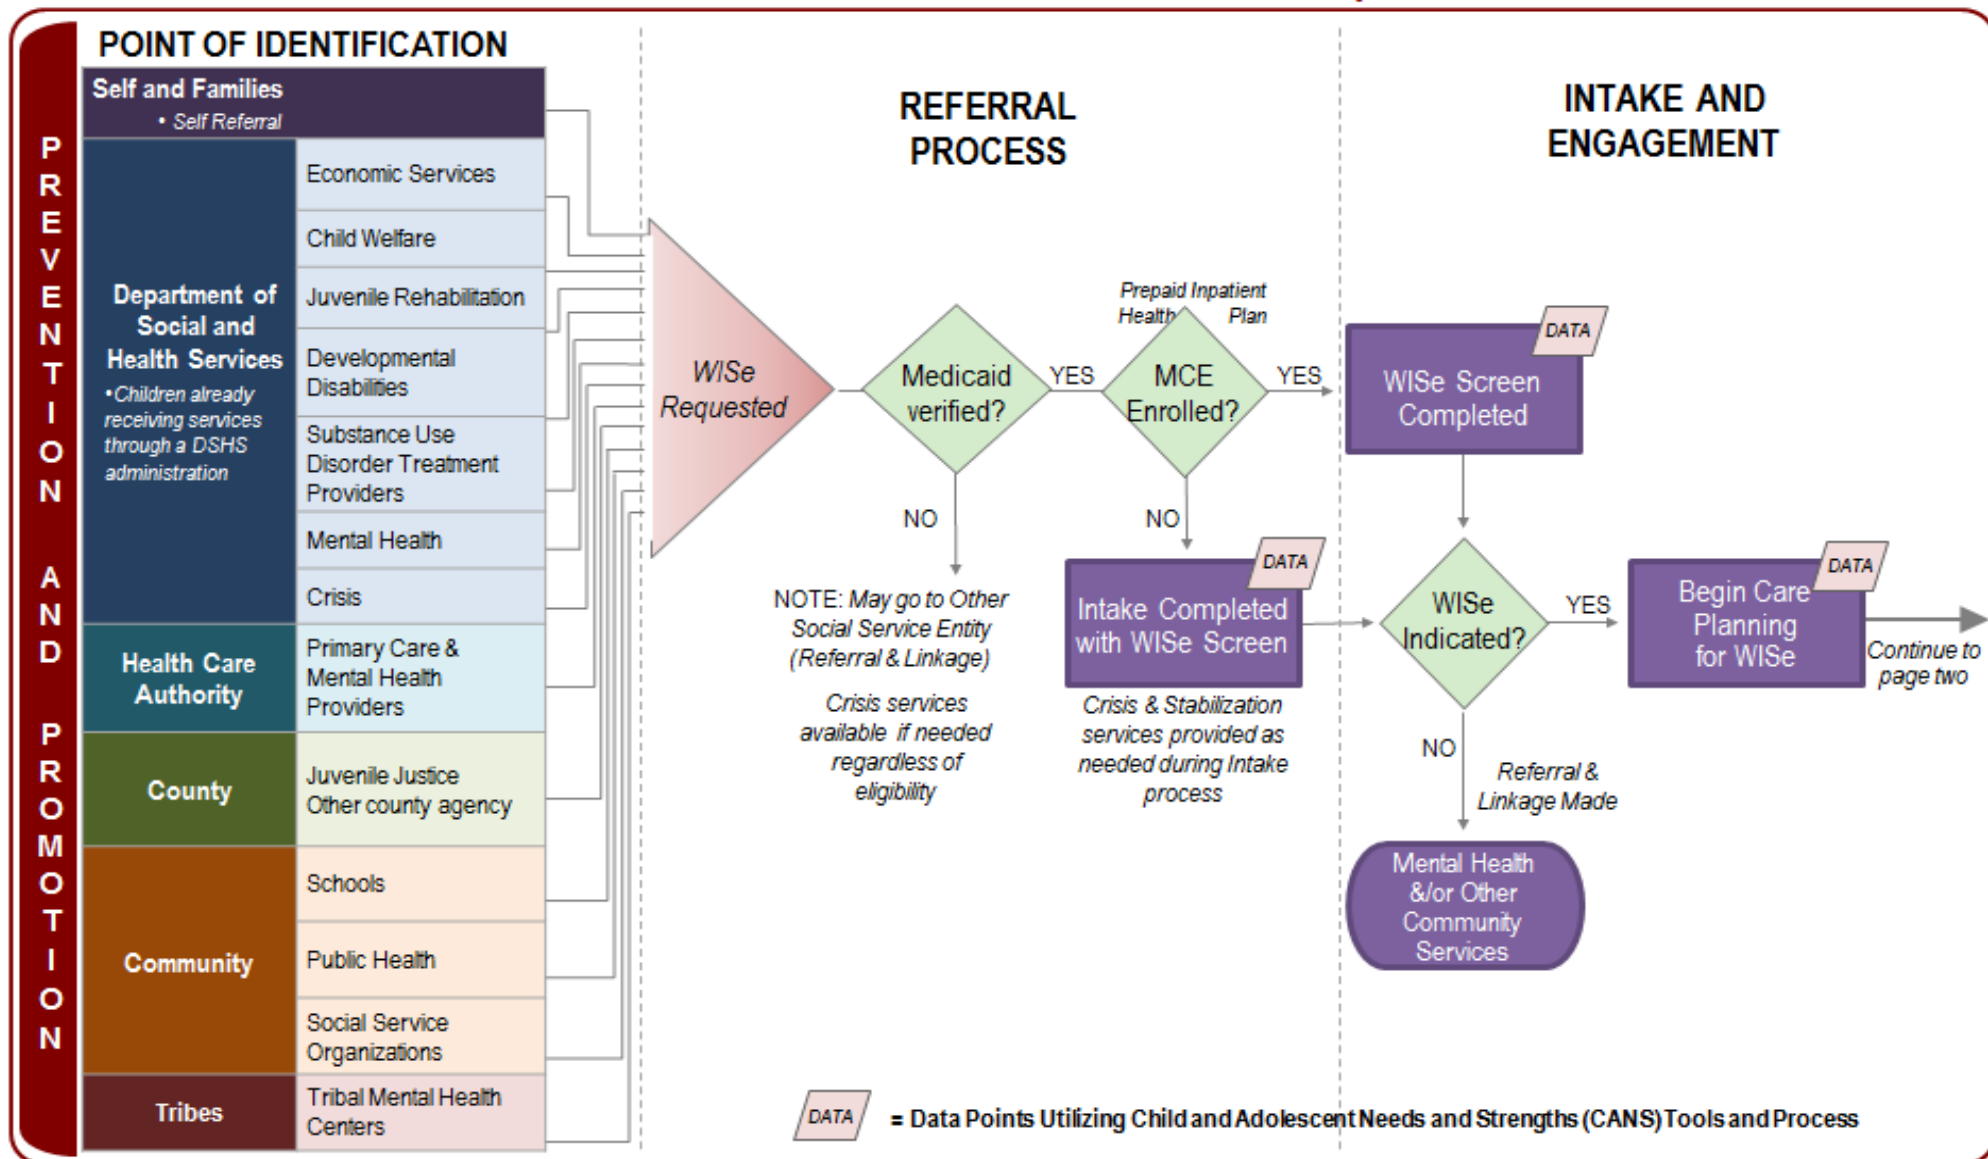 POINT OF IDENTIFICATION
PREVENTION AND PROMOTION
Self and Families
• Self Referral
Department of
Social and
Health Services
•Children already
receiving services
through a DSHS
administration
Economic Services
Child Welfare
Juvenile Rehabilitation
Developmental
Disabilities
Substance Use
Disorder Treatment
Providers
Mental Health
Crisis
Health Care
Authority
Primary Care &
Mental Health
Providers
County
Juvenile Justice
Other county agency
Community
Schools
Public Health
Social Service
Organizations
Tribes
Tribal Mental Health
Centers
REFERRAL
PROCESS
WISe
Requested
Medicaid
verified?
YES
NO
NOTE: May go to Other
Social Service Entity
(Referral & Linkage)
Crisis services
available if needed
regardless of
eligibility
Prepaid Inpatient
Health Plan
MCE
Enrolled?
YES
NO
DATA
Intake Completed
with WISe Screen
Crisis & Stabilization
services provided as
needed during Intake
process
INTAKE AND
ENGAGEMENT
DATA
WISe Screen
Completed
WISe
Indicated?
YES
NO
Referral &
Linkage Made
Mental Health
&/or Other
Community
Services
DATA
Begin Care
Planning
for WISe
Continue to
page two
DATA
= Data Points Utilizing Child and Adolescent Needs and Strengths (CANS) Tools and Process